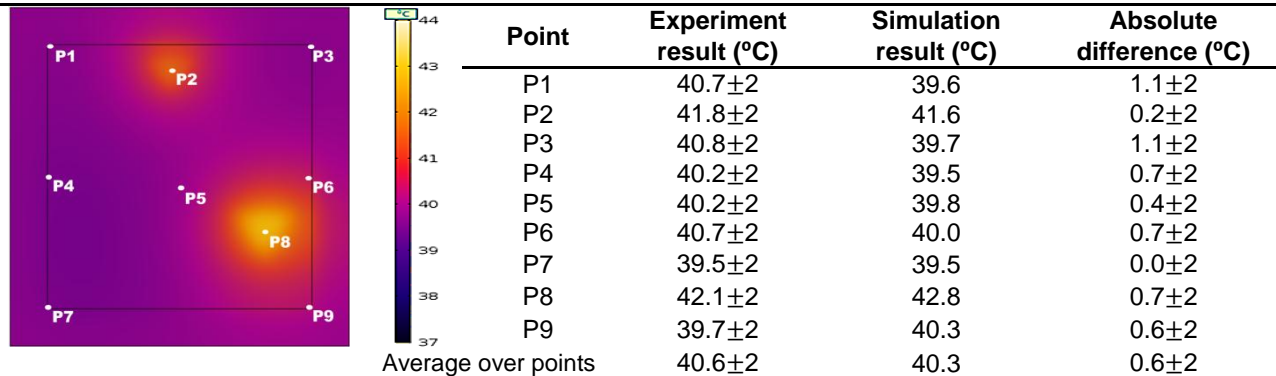 P1
P2
P3
P4
P5
P6
P7
P8
P9
°C
44
43
42
41
40
39
38
37
Point Experiment result (ºC) Simulation result (ºC) Absolute difference (ºC)
P1 40.7±2 39.6 1.1±2
P2 41.8±2 41.6 0.2±2
P3 40.8±2 39.7 1.1±2
P4 40.2±2 39.5 0.7±2
P5 40.2±2 39.8 0.4±2
P6 40.7±2 40.0 0.7±2
P7 39.5±2 39.5 0.0±2
P8 42.1±2 42.8 0.7±2
P9 39.7±2 40.3 0.6±2
Average over points 40.6±2 40.3 0.6±2